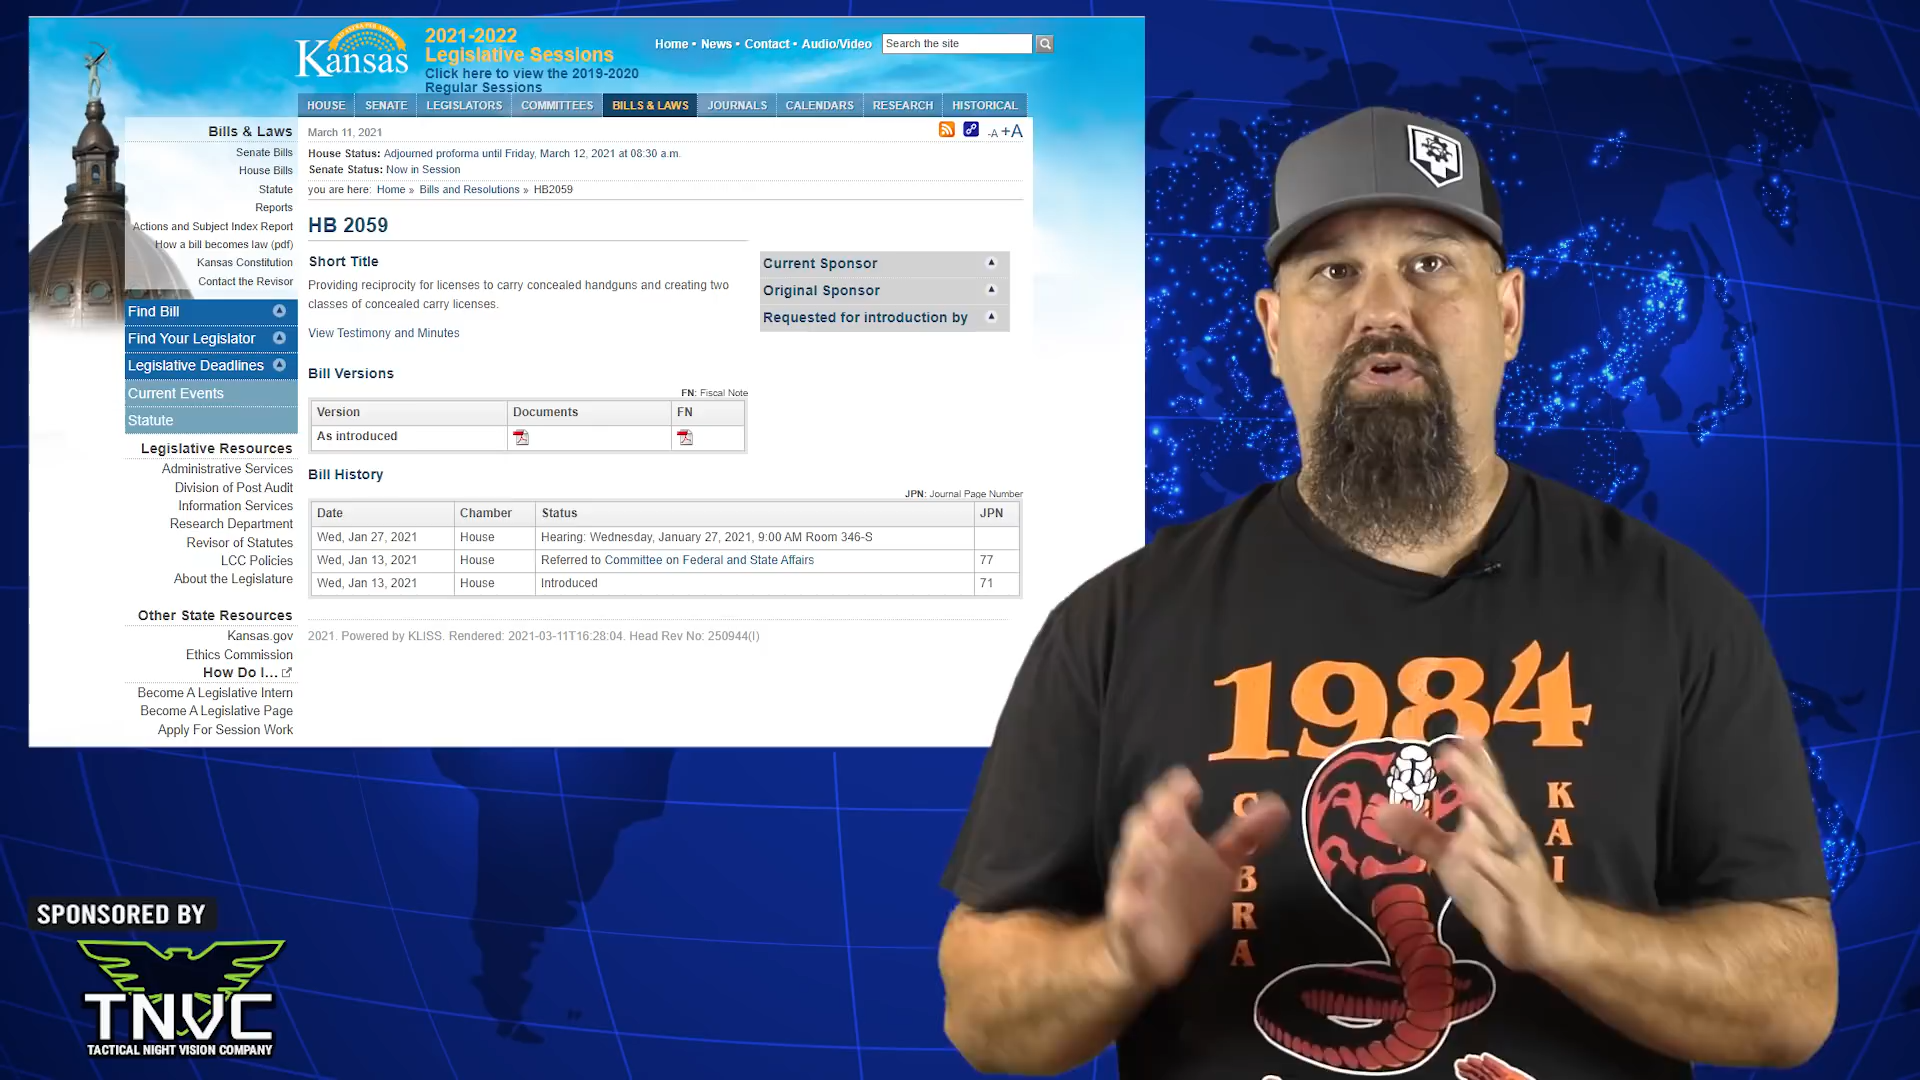 Kansas
2021-2022
Legislative Sessions
Click here to view the 2019-2020
Regular Sessions
Home • News • Contact • Audio/Video
Search the site
HOUSE SENATE LEGISLATORS COMMITTEES BILLS & LAWS JOURNALS CALENDARS RESEARCH HISTORICAL
Bills & Laws
Senate Bills
House Bills
Statute
Reports
Actions and Subject Index Report
How a bill becomes law (pdf)
Kansas Constitution
Contact the Revisor
Find Bill
Find Your Legislator
Legislative Deadlines
Current Events
Statute
Legislative Resources
Administrative Services
Division of Post Audit
Information Services
Research Department
Revisor of Statutes
LCC Policies
About the Legislature
Other State Resources
Kansas.gov
Ethics Commission
How Do I...
Become A Legislative Intern
Become A Legislative Page
Apply For Session Work
March 11, 2021
-A +A
House Status: Adjourned proforma until Friday, March 12, 2021 at 08:30 a.m.
Senate Status: Now in Session
you are here: Home » Bills and Resolutions » HB2059
HB 2059
Short Title
Providing reciprocity for licenses to carry concealed handguns and creating two
classes of concealed carry licenses.
View Testimony and Minutes
Current Sponsor
Original Sponsor
Requested for introduction by
Bill Versions
FN: Fiscal Note
Version Documents FN
As introduced
Bill History
JPN: Journal Page Number
Date Chamber Status JPN
Wed, Jan 27, 2021 House Hearing: Wednesday, January 27, 2021, 9:00 AM Room 346-S
Wed, Jan 13, 2021 House Referred to Committee on Federal and State Affairs 77
Wed, Jan 13, 2021 House Introduced 71
2021. Powered by KLISS. Rendered: 2021-03-11T16:28:04. Head Rev No: 250944(I)
1984
COBRA
KAI
SPONSORED BY
TNVC
TACTICAL NIGHT VISION COMPANY